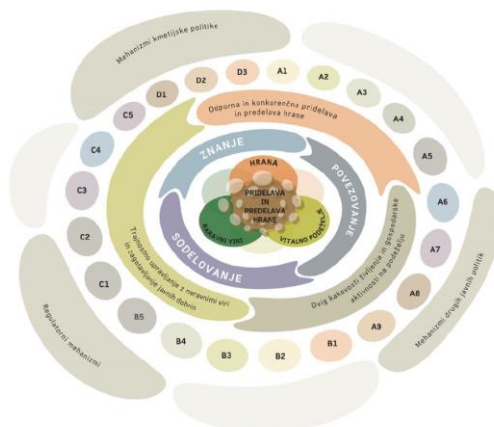 Mehanizmi kmetijske politike
D1
D2
D3
A1
A2
A3
A4
A5
A6
A7
A8
A9
B1
B2
B3
B4
B5
C1
C2
C3
C4
C5
Odporna in konkurenčna pridelava
in predelava hrane
ZNANJE
POVEZOVANJE
SODELOVANJE
HRANA
PRIDELAVA
IN
PREDELAVA
HRANE
NARAVNI VIRI
VITALNO PODEŽELJE
Trajnostno upravljanje z naravnimi viri
in zagotavljanje javnih dobrin
Dvig kakovosti življenja in gospodarske
aktivnosti na podeželju
Regulatorni mehanizmi
Mehanizmi drugih javnih politik